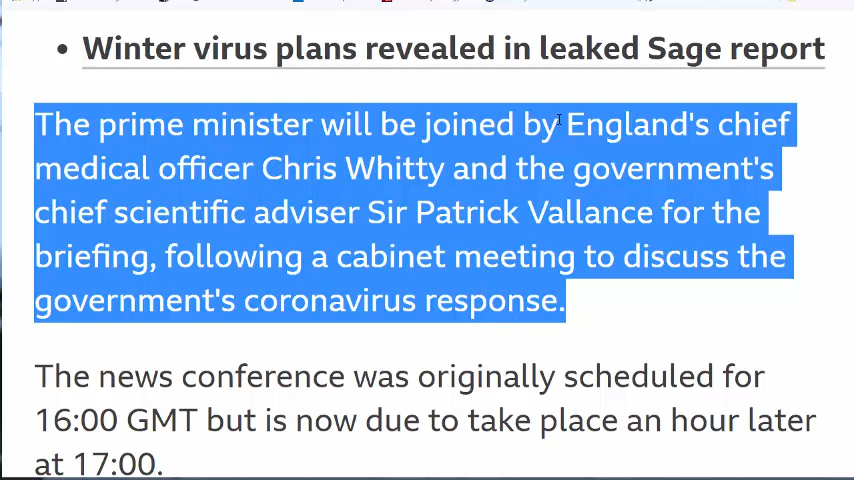 • Winter virus plans revealed in leaked Sage report
The prime minister will be joined by England's chief
medical officer Chris Whitty and the government's
chief scientific adviser Sir Patrick Vallance for the
briefing, following a cabinet meeting to discuss the
government's coronavirus response.
The news conference was originally scheduled for
16:00 GMT but is now due to take place an hour later
at 17:00.